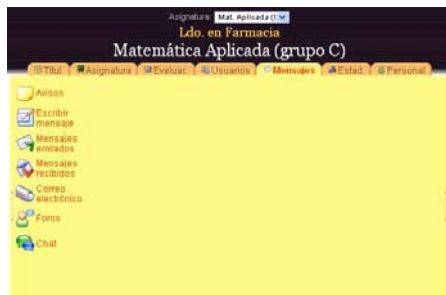 Asignatura: Mat. Aplicada (
Ldo. en Farmacia
Matemática Aplicada (grupo C)
Titul. Asignatura Evaluac. Usuarios Mensajes Estad. Personal
Avisos
Escribir
mensaje
Mensajes
enviados
Mensajes
recibidos
Correo
electrónico
Foros
Chat